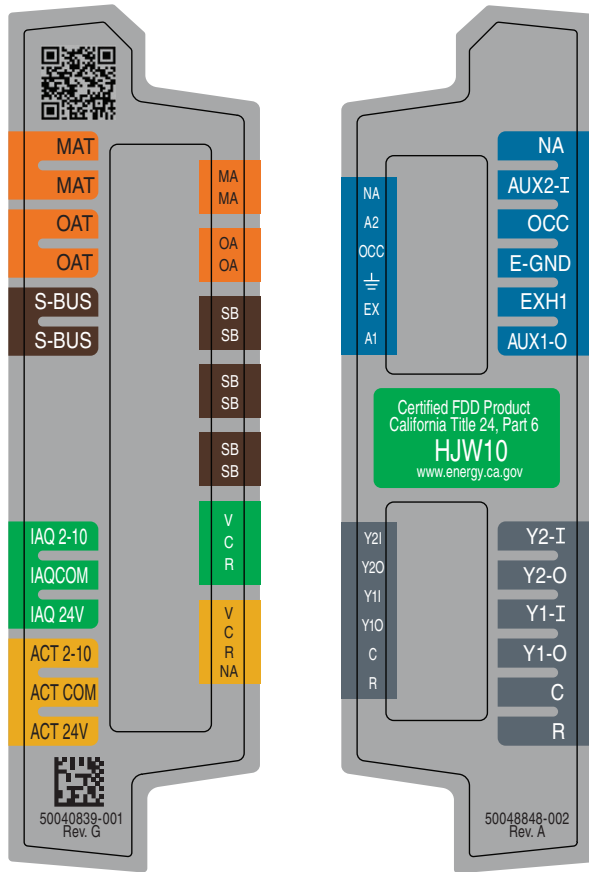 MAT
MAT
OAT
OAT
S-BUS
S-BUS
IAQ 2-10
IAQCOM
IAQ 24V
ACT 2-10
ACT COM
ACT 24V
50040839-001
Rev. G
MA
MA
OA
OA
SB
SB
SB
SB
SB
SB
V
C
R
V
C
R
NA
NA
A2
OCC
EX
A1
Certified FDD Product
California Title 24, Part 6
HJW10
www.energy.ca.gov
Y2I
Y2O
Y1I
Y1O
C
R
NA
AUX2-I
OCC
E-GND
EXH1
AUX1-O
Y2-I
Y2-O
Y1-I
Y1-O
C
R
50048848-002
Rev. A